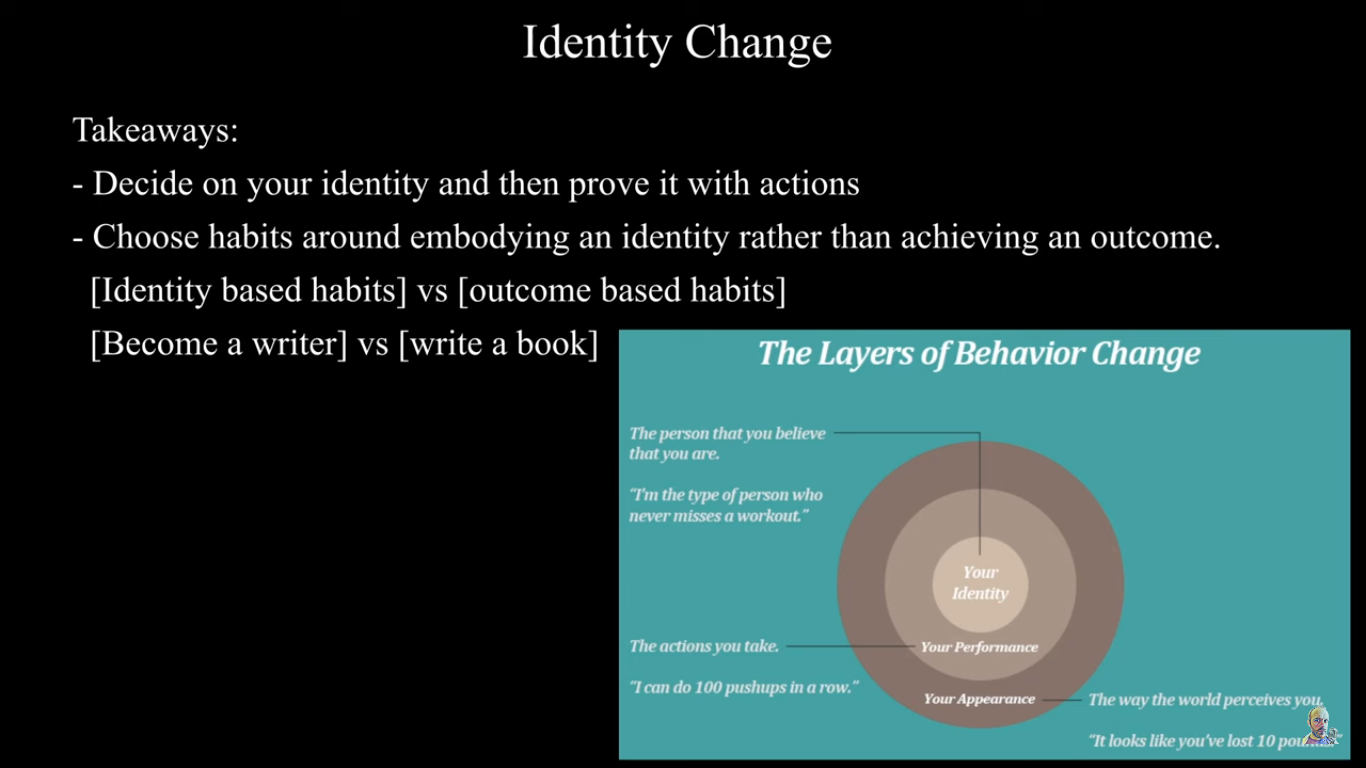 Identity Change
Takeaways:
- Decide on your identity and then prove it with actions
- Choose habits around embodying an identity rather than achieving an outcome.
[Identity based habits] vs [outcome based habits]
[Become a writer] vs [write a book]
The Layers of Behavior Change
The person that you believe
that you are.
"I'm the type of person who
never misses a workout."
Your
Identity
The actions you take.
Your Performance
"I can do 100 pushups in a row."
Your Appearance
The way the world perceives you.
"It looks like you've lost 10